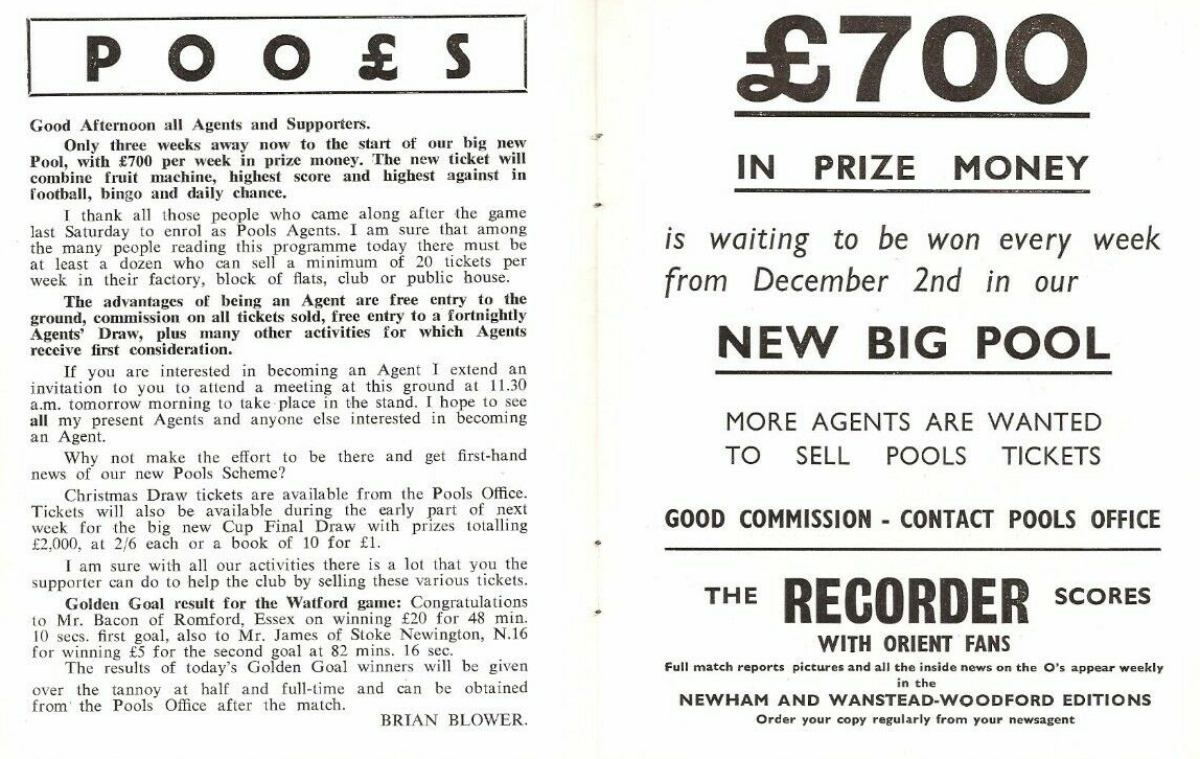 POO£S
Good Afternoon all Agents and Supporters.
Only three weeks away now to the start of our big new
Pool, with £700 per week in prize money. The new ticket will
combine fruit machine, highest score and highest against in
football, bingo and daily chance.
I thank all those people who came along after the game
last Saturday to enrol as Pools Agents. I am sure that among
the many people reading this programme today there must be
at least a dozen who can sell a minimum of 20 tickets per
week in their factory, block of flats, club or public house.
The advantages of being an Agent are free entry to the
ground, commission on all tickets sold, free entry to a fortnightly
Agents' Draw, plus many other activities for which Agents
receive first consideration.
If you are interested in becoming an Agent I extend an
invitation to you to attend a meeting at this ground at 11.30
a.m. tomorrow morning to take place in the stand. I hope to see
all my present Agents and anyone else interested in becoming
an Agent.
Why not make the effort to be there and get first-hand
news of our new Pools Scheme?
Christmas Draw tickets are available from the Pools Office.
Tickets will also be available during the early part of next
week for the big new Cup Final Draw with prizes totalling
£2,000, at 2/6 each or a book of 10 for £1.
I am sure with all our activities there is a lot that you the
supporter can do to help the club by selling these various tickets.
Golden Goal result for the Watford game: Congratulations
to Mr. Bacon of Romford, Essex on winning £20 for 48 min.
10 secs. first goal, also to Mr. James of Stoke Newington, N.16
for winning £5 for the second goal at 82 mins. 16 sec.
The results of today's Golden Goal winners will be given
over the tannoy at half and full-time and can be obtained
from the Pools Office after the match.
BRIAN BLOWER.
£700
IN PRIZE MONEY
is waiting to be won every week
from December 2nd in our
NEW BIG POOL
MORE AGENTS ARE WANTED
TO SELL POOLS TICKETS
GOOD COMMISSION - CONTACT POOLS OFFICE
THE RECORDER SCORES
WITH ORIENT FANS
Full match reports pictures and all the inside news on the O's appear weekly
in the
NEWHAM AND WANSTEAD-WOODFORD EDITIONS
Order your copy regularly from your newsagent